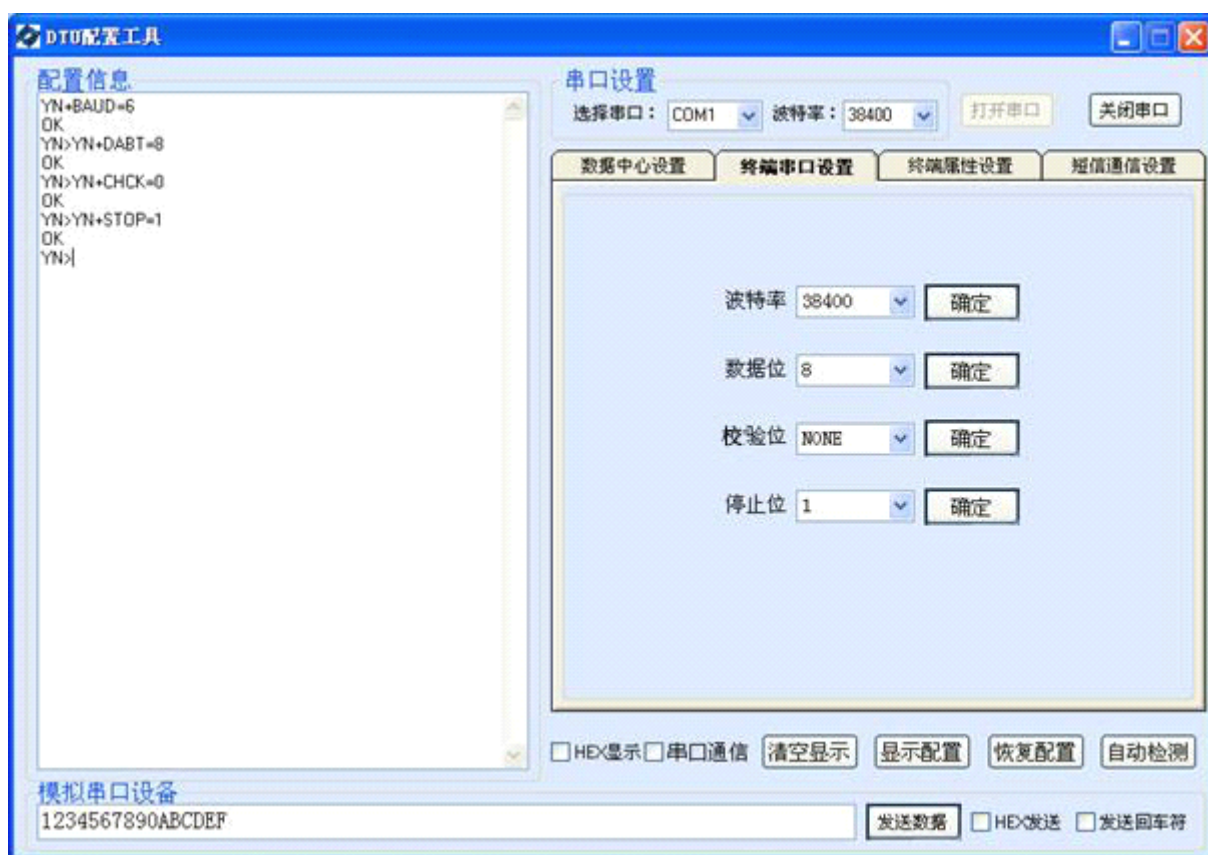 DTU配置工具
配置信息
YN+BAUD=6
OK
YN>YN+DABT=8
OK
YN>YN+CHCK=0
OK
YN>YN+STOP=1
OK
YN>
串口设置
选择串口： COM1 波特率： 38400 打开串口 关闭串口
数据中心设置 终端串口设置 终端属性设置 短信通信设置
波特率 38400 确定
数据位 8 确定
校验位 NONE 确定
停止位 1 确定
HEX显示 串口通信 清空显示 显示配置 恢复配置 自动检测
模拟串口设备
1234567890ABCDEF 发送数据 HEX发送 发送回车符